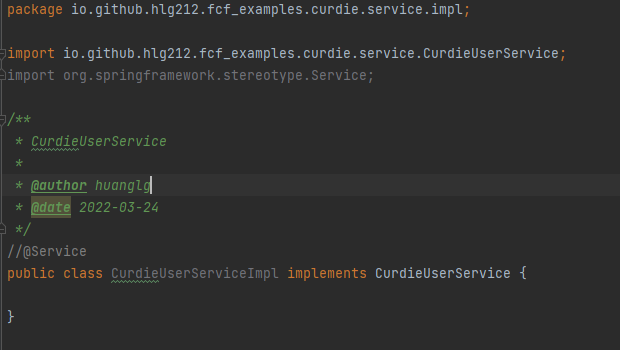 package io.github.hlg212.fcf_examples.curdie.service.impl;
import io.github.hlg212.fcf_examples.curdie.service.CurdieUserService;
import org.springframework.stereotype.Service;
/**
* CurdieUserService
*
* @author huanglg
* @date 2022-03-24
*/
//@Service
public class CurdieUserServiceImpl implements CurdieUserService {
}